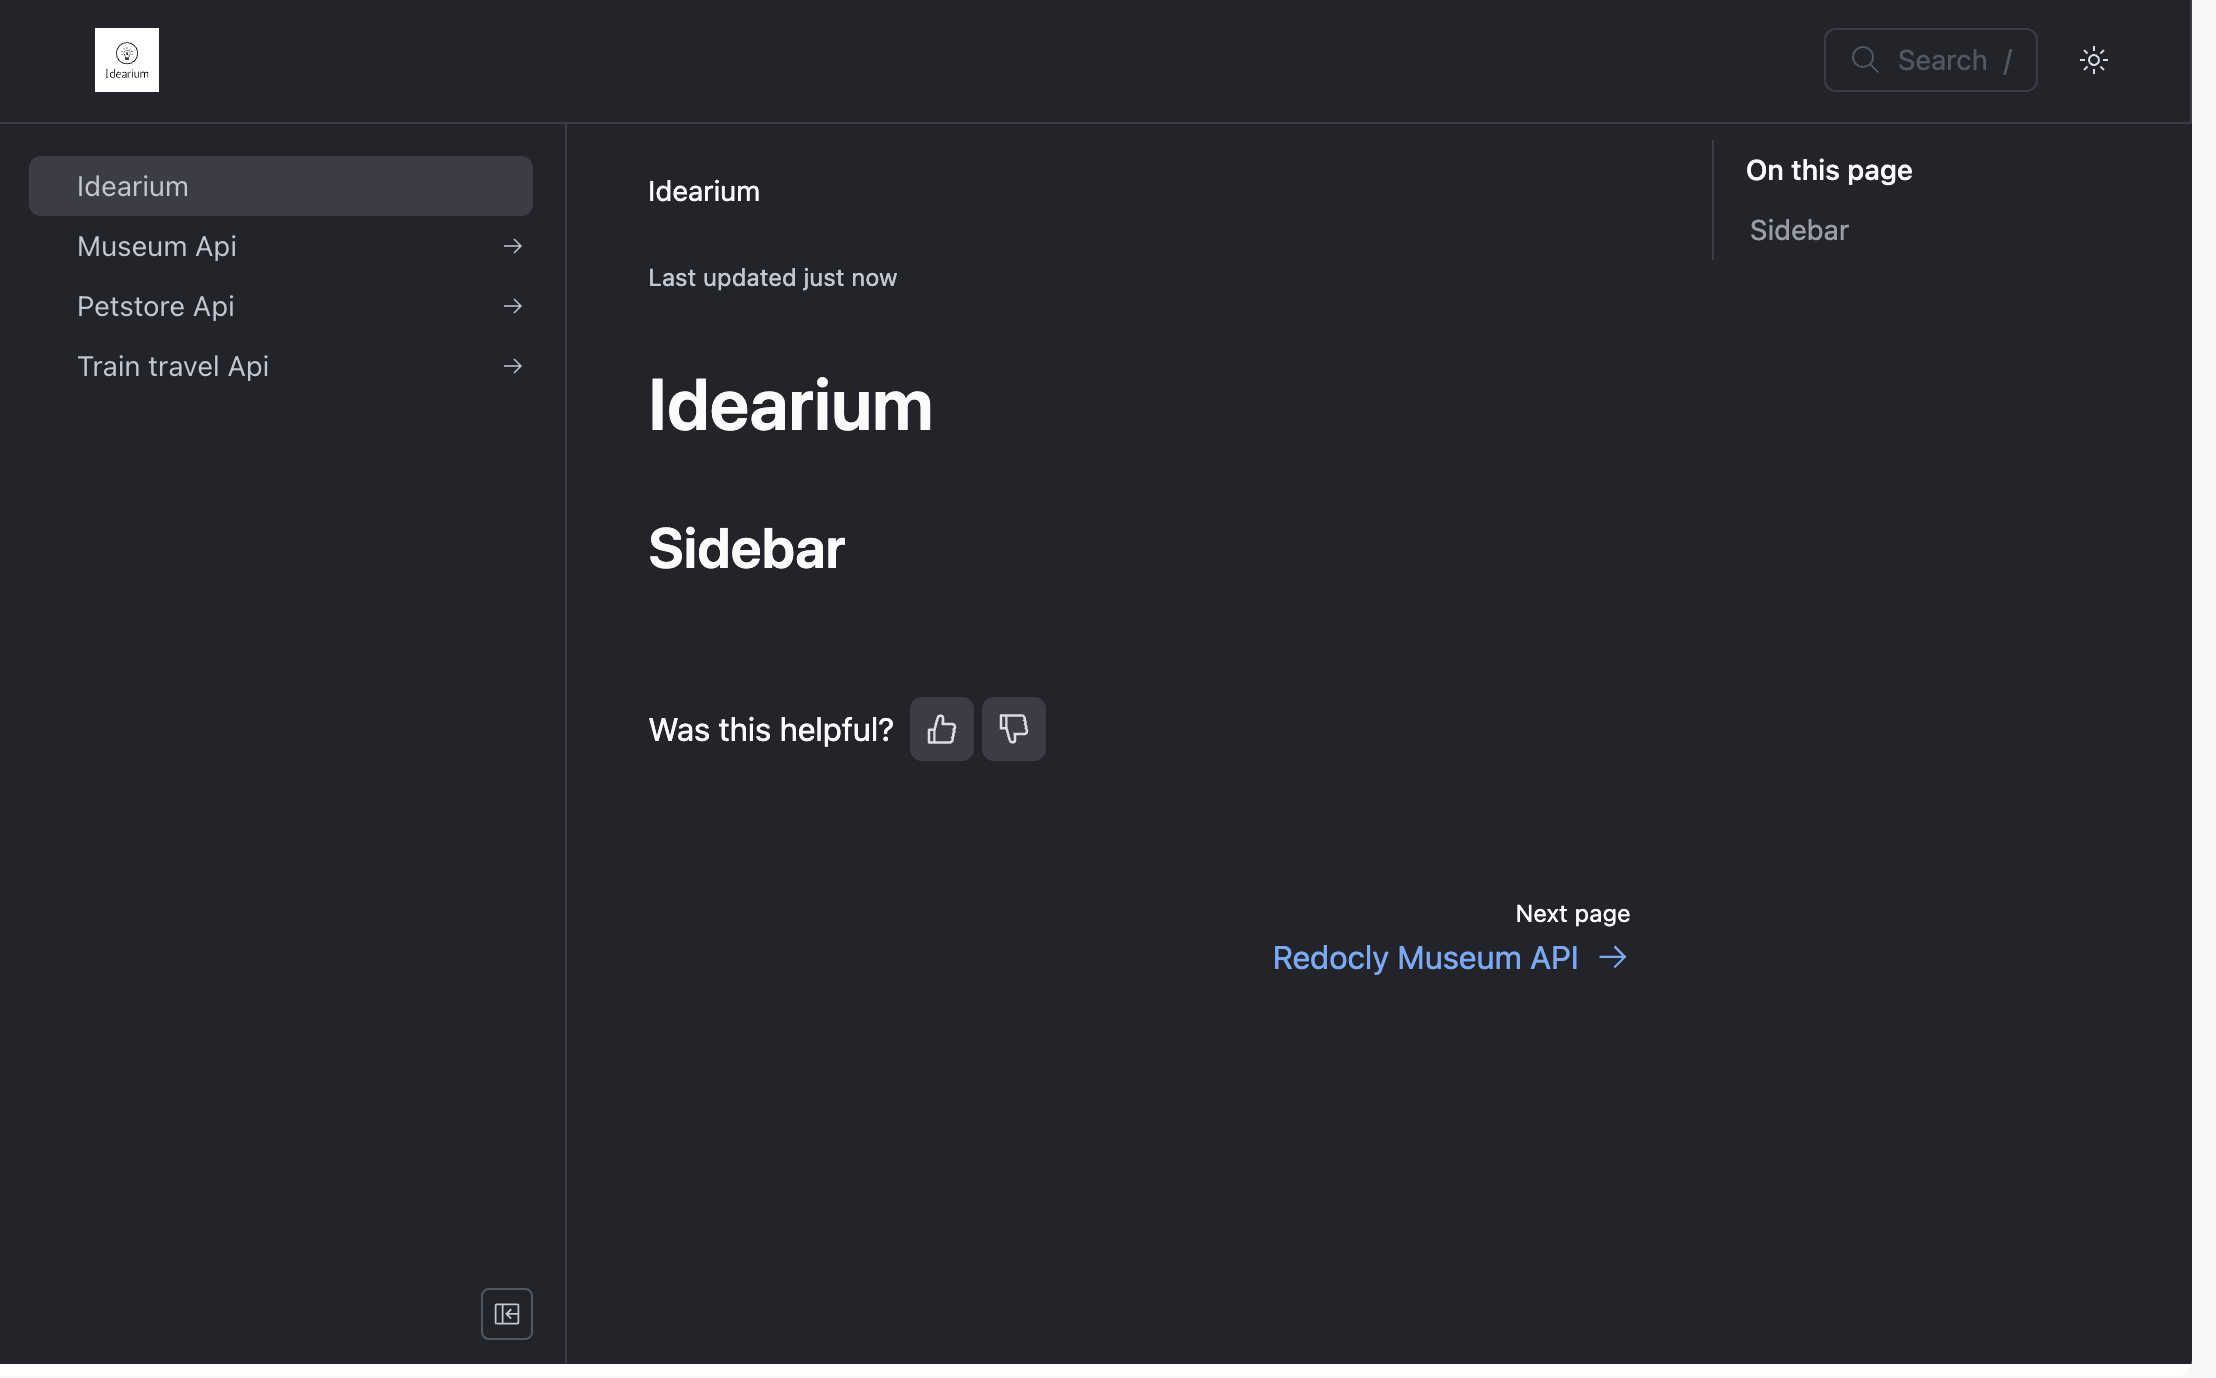 Idearium
Search /
Idearium
Museum Api
Petstore Api
Train travel Api
Idearium
Last updated just now
Idearium
Sidebar
Was this helpful?
Next page
Redocly Museum API
On this page
Sidebar